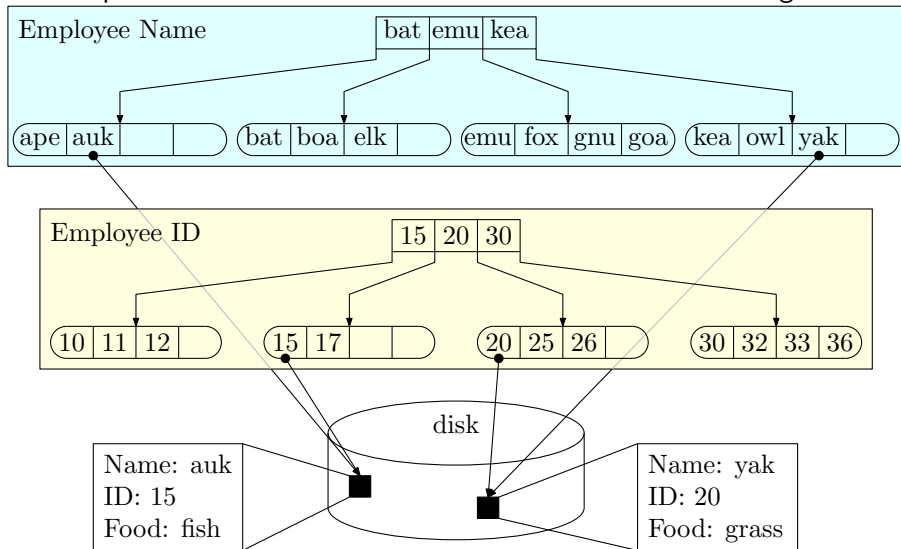 Employee Name
bat emu kea
ape auk
bat boa elk
emu fox gnu goa
kea owl yak
Employee ID
15 20 30
10 11 12
15 17
20 25 26
30 32 33 36
disk
Name: auk
ID: 15
Food: fish
Name: yak
ID: 20
Food: grass